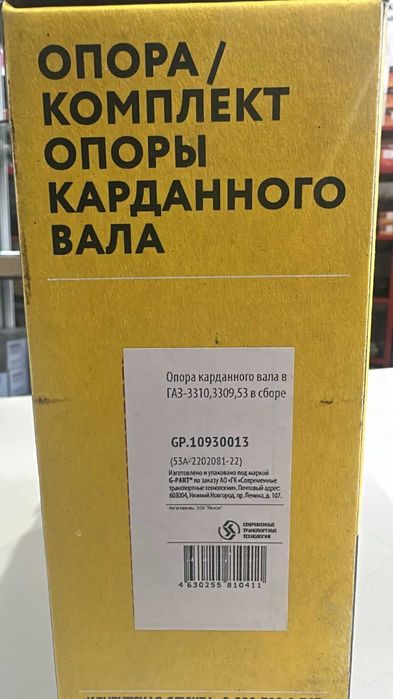 ОПОРА/
КОМПЛЕКТ
ОПОРЫ
КАРДАННОГО
ВАЛА
Опора карданного вала в
ГАЗ-3310,3309,53 в сборе
GP.10930013
(53А-2202081-22)
Изготовлено и упаковано под маркой
G-PART® по заказу АО «ГК «Современные
транспортные технологии», Почтовый адрес:
603004, Нижний Новгород, пр. Ленина, д. 107.
СОВРЕМЕННЫЕ
ТРАНСПОРТНЫЕ
ТЕХНОЛОГИИ
4630255 810411